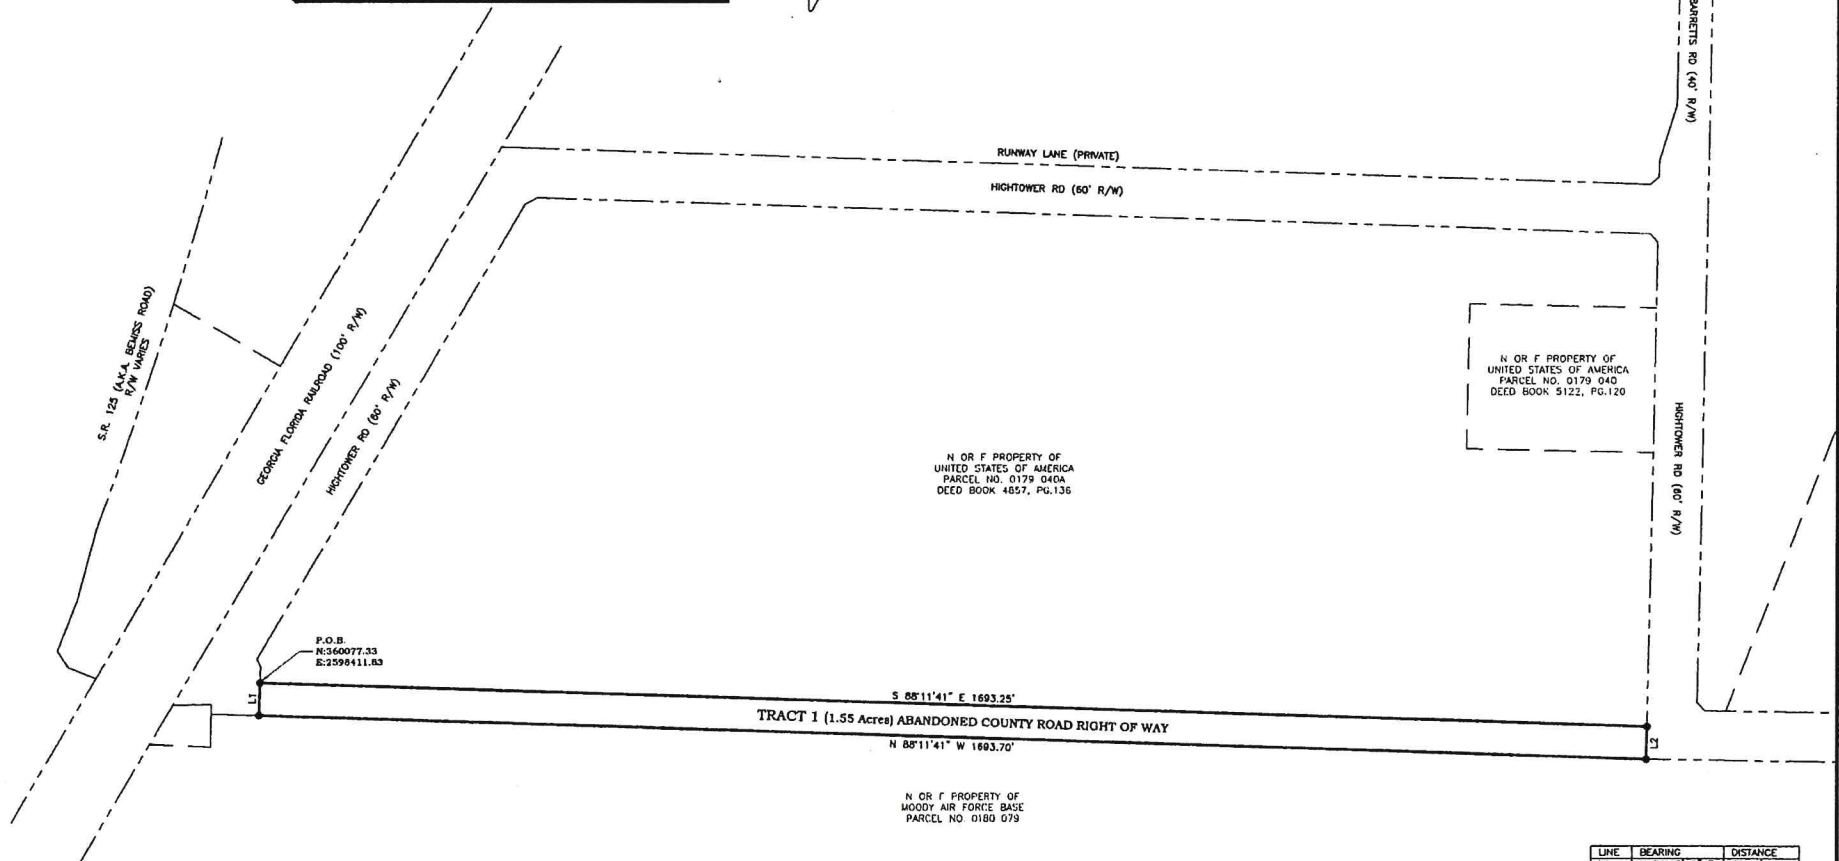 BARRETTS RD (40' R/W)
RUNWAY LANE (PRIVATE)
HIGHTOWER RD (60' R/W)
S.R. 125 (A.K.A. BEMISS ROAD)
R/W VARIES
GEORGIA FLORIDA RAILROAD (100' R/W)
HIGHTOWER RD (60' R/W)
N OR F PROPERTY OF
UNITED STATES OF AMERICA
PARCEL NO. 0179 040
DEED BOOK 5122, PG.120
HIGHTOWER RD (60' R/W)
N OR F PROPERTY OF
UNITED STATES OF AMERICA
PARCEL NO. 0179 040A
DEED BOOK 4857, PG.136
P.O.B.
N:360077.33
E:2598411.83
L1
S 88°11'41" E 1693.25'
TRACT 1 (1.55 Acres) ABANDONED COUNTY ROAD RIGHT OF WAY
N 88°11'41" W 1693.70'
L2
N OR F PROPERTY OF
MOODY AIR FORCE BASE
PARCEL NO. 0180 079
LINE BEARING DISTANCE